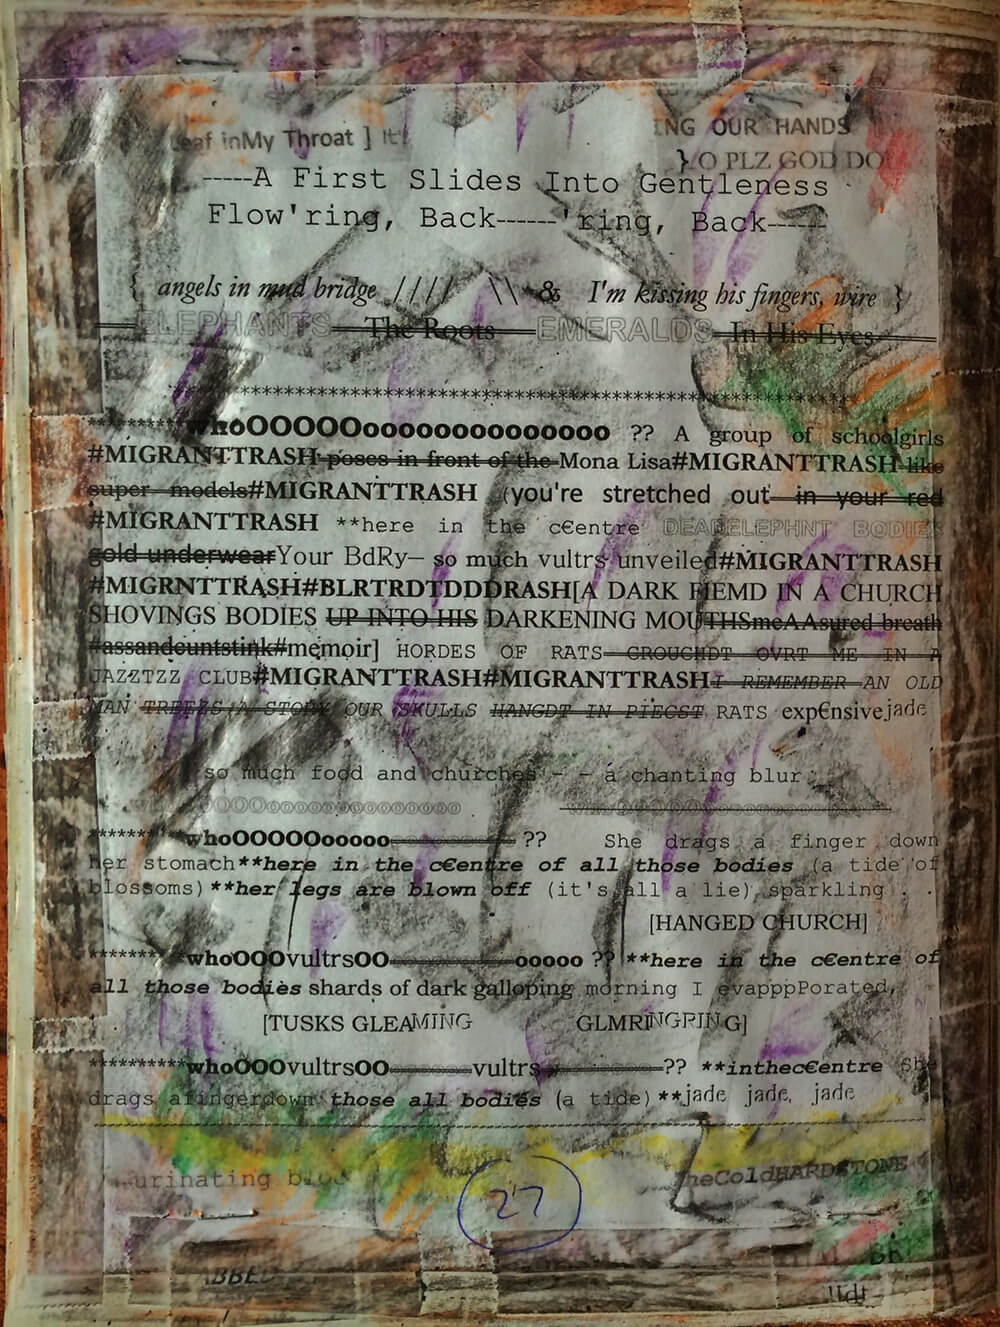 eaf inMy Throat ] It'
ING OUR HANDS
}O PLZ GOD DO
-----A First Slides Into Gentleness
Flow'ring, Back------'ring, Back------
{ angels in mud bridge //// \\ & I'm kissing his fingers, wire }
ELEPHANTS The Roots EMERALDS In His Eyes
whoOOOOOooooooooooooooo ?? A group of schoolgirls
#MIGRANTTRASH poses in front of the Mona Lisa#MIGRANTTRASH like
super models#MIGRANTTRASH (you're stretched out in your red
#MIGRANTTRASH **here in the c€entre DEADELEPHNT BODIES
gold underwearYour BdRy– so much vultrs unveiled#MIGRANTTRASH
#MIGRNTTRASH#BLRTRDTDDDRASH[A DARK FIEMD IN A CHURCH
SHOVINGS BODIES UP INTO HIS DARKENING MOUTHSmeAAsured breath
#assandcuntstink#memoir] HORDES OF RATS CROUCHDT OVRT ME IN A
JAZZTZZ CLUB#MIGRANTTRASH#MIGRANTTRASHI REMEMBER AN OLD
MAN TREEZS A STORY OUR SKULLS HANGDT IN PIECST RATS exp€nsivejade
so much food and churches - - a chanting blur
whoOOOOOooooo ?? She drags a finger down
her stomach**here in the c€entre of all those bodies (a tide of
blossoms)**her legs are blown off (it's all a lie) sparkling . .
[HANGED CHURCH]
**********whoOOOvultrsOO ooooo ?? **here in the c€entre of
all those bodies shards of dark galloping morning I evapppPorated,
[TUSKS GLEAMING GLMRINGRING]
**********whoOOOvultrsOO vultrs ?? **inthec€entre She
drags afingerdown those all bodies (a tide)**jade jade, jade
urinating
heColdHARDSTONE
27